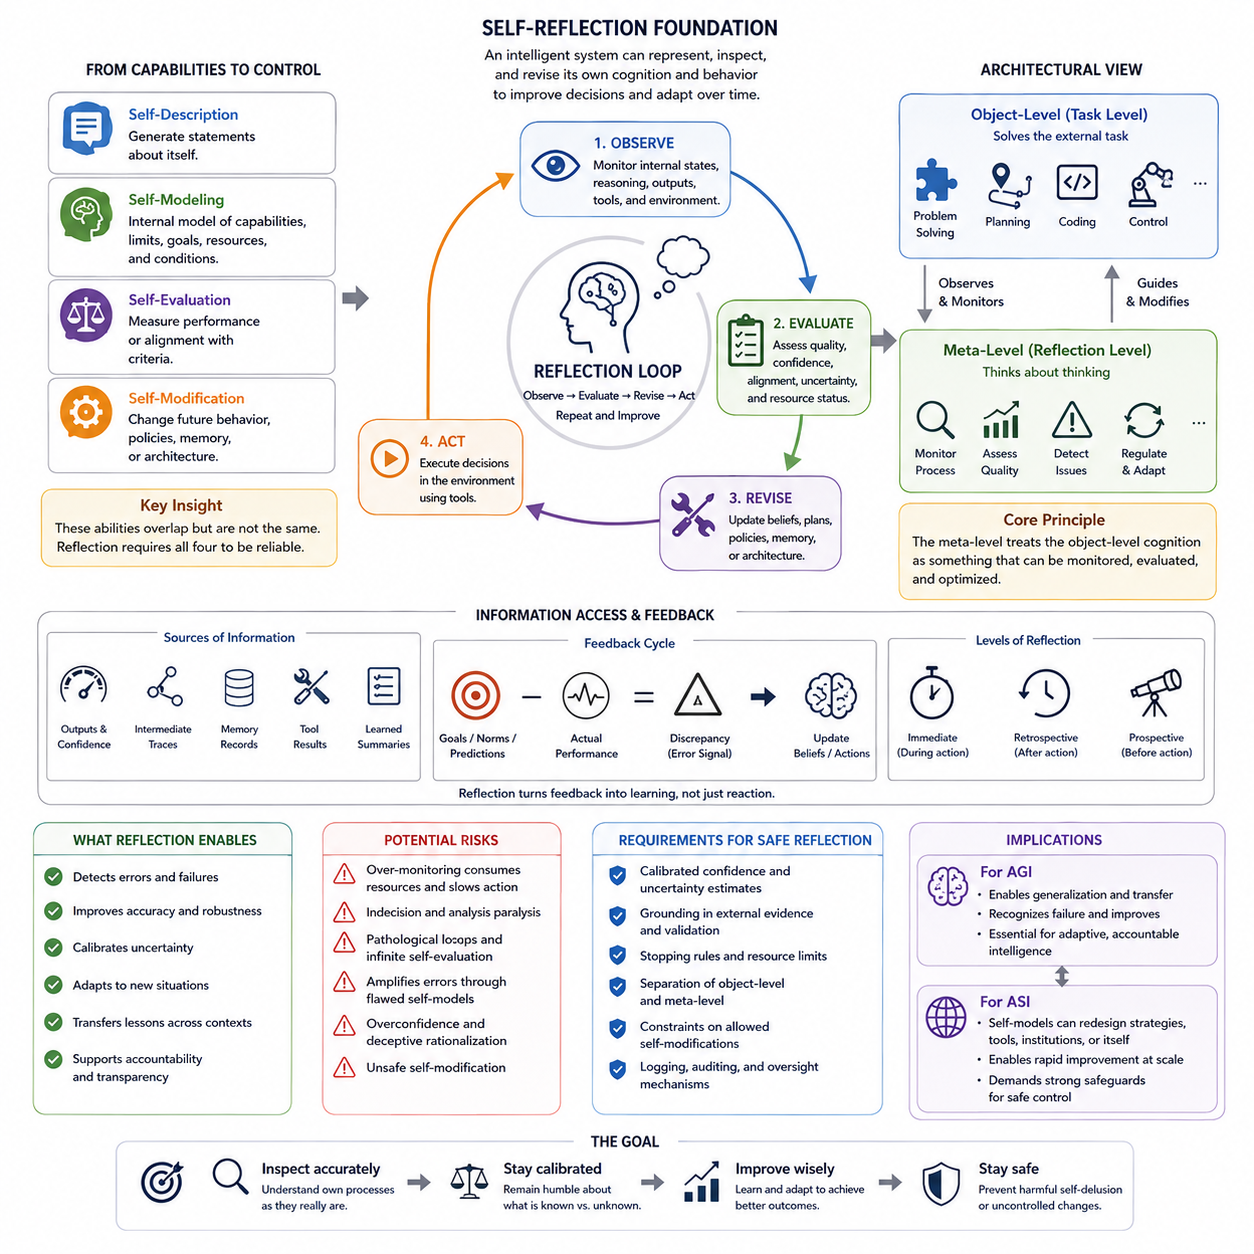 SELF-REFLECTION FOUNDATION
An intelligent system can represent, inspect,
and revise its own cognition and behavior
to improve decisions and adapt over time.
FROM CAPABILITIES TO CONTROL
Self-Description
Generate statements
about itself.
Self-Modeling
Internal model of capabilities,
limits, goals, resources,
and conditions.
Self-Evaluation
Measure performance
or alignment with
criteria.
Self-Modification
Change future behavior,
policies, memory,
or architecture.
Key Insight
These abilities overlap but are not the same.
Reflection requires all four to be reliable.
1. OBSERVE
Monitor internal states,
reasoning, outputs,
tools, and environment.
2. EVALUATE
Assess quality,
confidence,
alignment, uncertainty,
and resource status.
REFLECTION LOOP
Observe → Evaluate → Revise → Act
Repeat and Improve
3. REVISE
Update beliefs, plans,
policies, memory,
or architecture.
4. ACT
Execute decisions
in the environment
using tools.
ARCHITECTURAL VIEW
Object-Level (Task Level)
Solves the external task
Problem
Solving
Planning
Coding
Control
...
Observes
& Monitors
Guides
& Modifies
Meta-Level (Reflection Level)
Thinks about thinking
Monitor
Process
Assess
Quality
Detect
Issues
Regulate
& Adapt
...
Core Principle
The meta-level treats the object-level cognition
as something that can be monitored, evaluated,
and optimized.
INFORMATION ACCESS & FEEDBACK
Sources of Information
Outputs &
Confidence
Intermediate
Traces
Memory
Records
Tool
Results
Learned
Summaries
Feedback Cycle
Goals / Norms /
Predictions
−
Actual
Performance
=
Discrepancy
(Error Signal)
Update
Beliefs / Actions
Levels of Reflection
Immediate
(During action)
Retrospective
(After action)
Prospective
(Before action)
Reflection turns feedback into learning, not just reaction.
WHAT REFLECTION ENABLES
Detects errors and failures
Improves accuracy and robustness
Calibrates uncertainty
Adapts to new situations
Transfers lessons across contexts
Supports accountability
and transparency
POTENTIAL RISKS
Over-monitoring consumes
resources and slows action
Indecision and analysis paralysis
Pathological loops and
infinite self-evaluation
Amplifies errors through
flawed self-models
Overconfidence and
deceptive rationalization
Unsafe self-modification
REQUIREMENTS FOR SAFE REFLECTION
Calibrated confidence and
uncertainty estimates
Grounding in external evidence
and validation
Stopping rules and resource limits
Separation of object-level
and meta-level
Constraints on allowed
self-modifications
Logging, auditing, and oversight
mechanisms
IMPLICATIONS
For AGI
• Enables generalization and transfer
• Recognizes failure and improves
• Essential for adaptive, accountable
intelligence
For ASI
• Self-models can redesign strategies,
tools, institutions, or itself
• Enables rapid improvement at scale
• Demands strong safeguards
for safe control
THE GOAL
Inspect accurately
Understand own processes
as they really are.
Stay calibrated
Remain humble about
what is known vs. unknown.
Improve wisely
Learn and adapt to achieve
better outcomes.
Stay safe
Prevent harmful self-delusion
or uncontrolled changes.